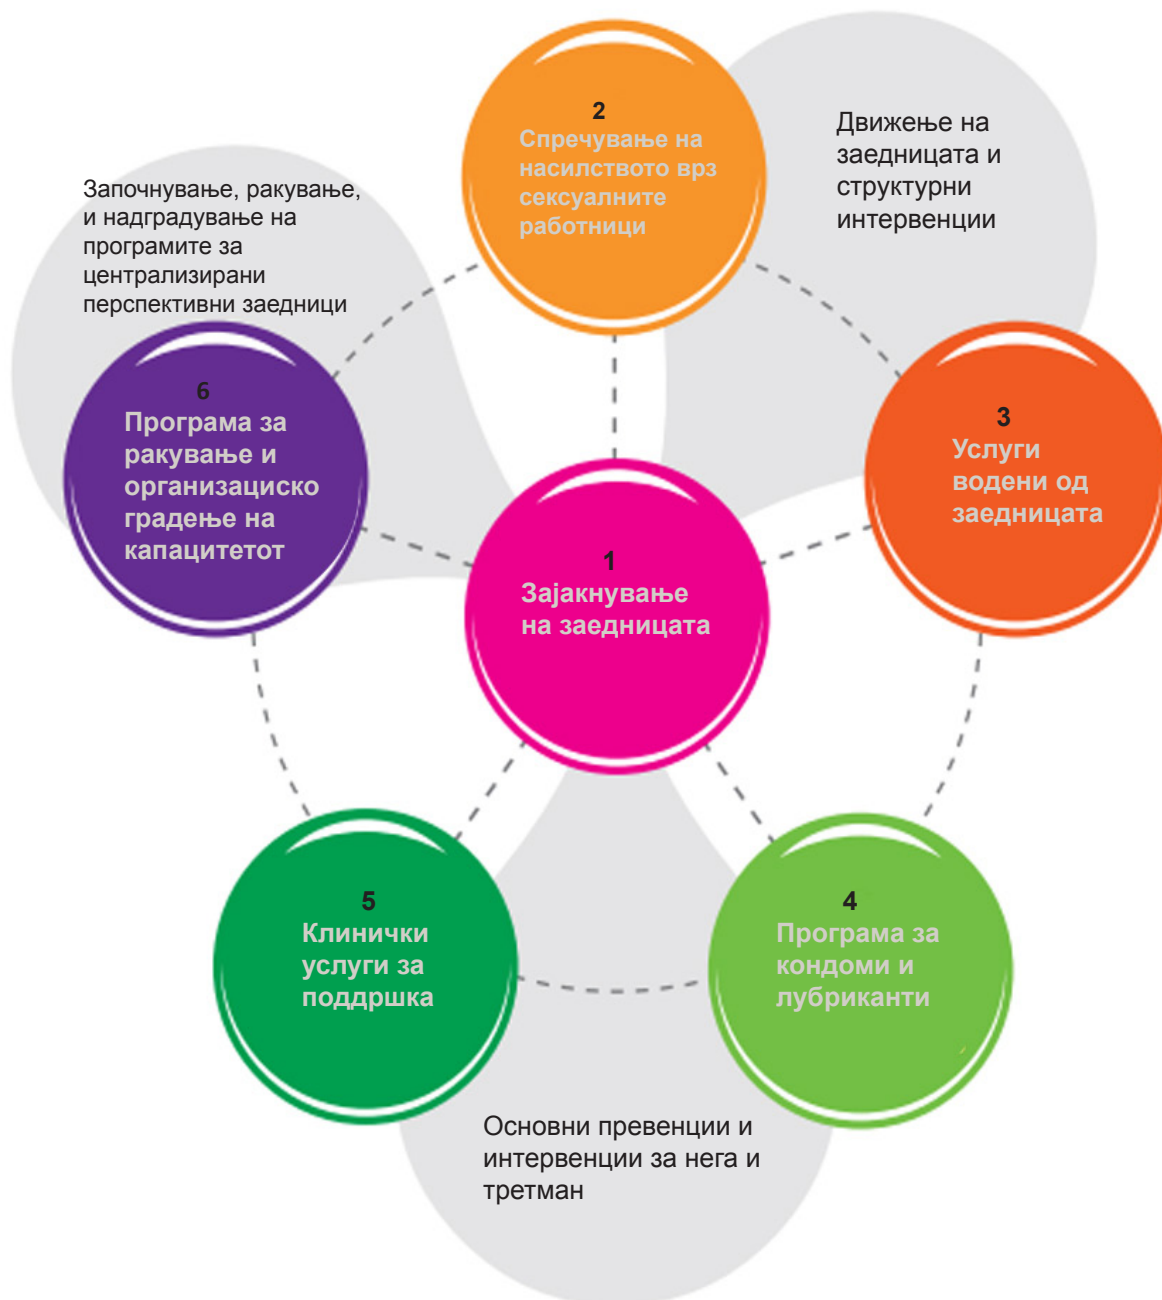 2
Спречување на
насилството врз
сексуалните
работници
Движење на
заедницата и
структурни
интервенции
Започнување, ракување,
и надградување на
програмите за
централизирани
перспективни заедници
6
Програма за
ракување и
организациско
градење на
капацитетот
3
Услуги
водени од
заедницата
1
Зајакнување
на заедницата
5
Клинички
услуги за
поддршка
4
Програма за
кондоми и
лубриканти
Основни превенции и
интервенции за нега и
третман